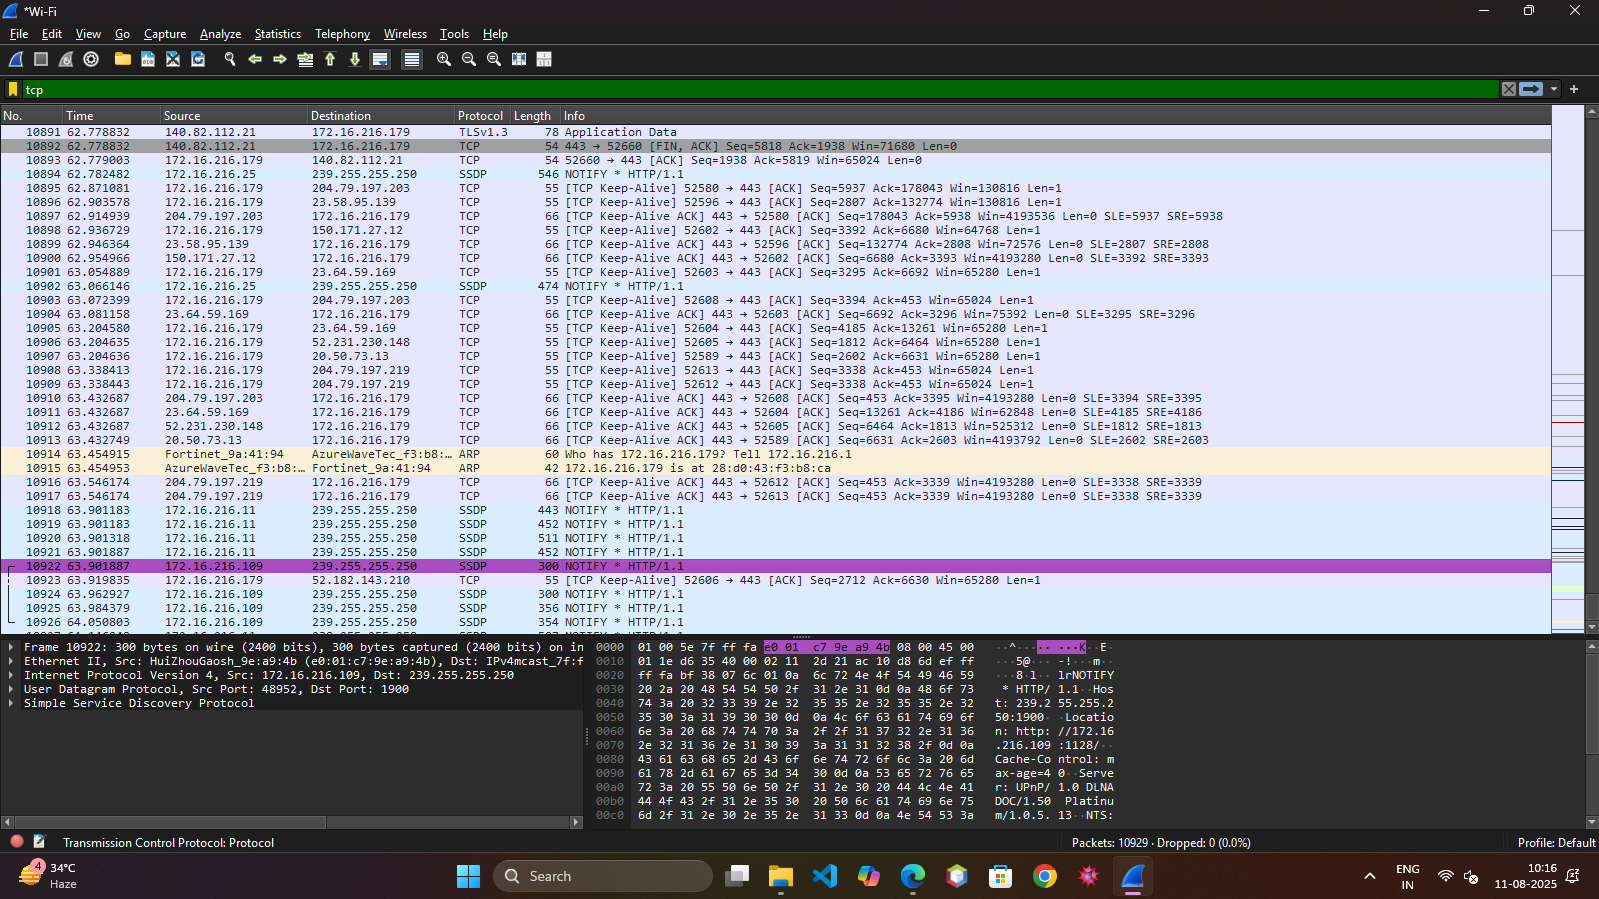 *Wi-Fi
File Edit View Go Capture Analyze Statistics Telephony Wireless Tools Help
tcp
No. Time Source Destination Protocol Length Info
10891 62.778832 140.82.112.21 172.16.216.179 TLSv1.3 78 Application Data
10892 62.778832 140.82.112.21 172.16.216.179 TCP 54 443 → 52660 [FIN, ACK] Seq=5818 Ack=1938 Win=71680 Len=0
10893 62.779003 172.16.216.179 140.82.112.21 TCP 54 52660 → 443 [ACK] Seq=1938 Ack=5819 Win=65024 Len=0
10894 62.782482 172.16.216.25 239.255.255.250 SSDP 546 NOTIFY * HTTP/1.1
10895 62.871081 172.16.216.179 204.79.197.203 TCP 55 [TCP Keep-Alive] 52580 → 443 [ACK] Seq=5937 Ack=178043 Win=130816 Len=1
10896 62.903578 172.16.216.179 23.58.95.139 TCP 55 [TCP Keep-Alive] 52596 → 443 [ACK] Seq=2807 Ack=132774 Win=130816 Len=1
10897 62.914939 204.79.197.203 172.16.216.179 TCP 66 [TCP Keep-Alive ACK] 443 → 52580 [ACK] Seq=178043 Ack=5938 Win=4193536 Len=0 SLE=5937 SRE=5938
10898 62.936729 172.16.216.179 150.171.27.12 TCP 55 [TCP Keep-Alive] 52602 → 443 [ACK] Seq=3392 Ack=6680 Win=64768 Len=1
10899 62.946364 23.58.95.139 172.16.216.179 TCP 66 [TCP Keep-Alive ACK] 443 → 52596 [ACK] Seq=132774 Ack=2808 Win=72576 Len=0 SLE=2807 SRE=2808
10900 62.954966 150.171.27.12 172.16.216.179 TCP 66 [TCP Keep-Alive ACK] 443 → 52602 [ACK] Seq=6680 Ack=3393 Win=4193280 Len=0 SLE=3392 SRE=3393
10901 63.054889 172.16.216.179 23.64.59.169 TCP 55 [TCP Keep-Alive] 52603 → 443 [ACK] Seq=3295 Ack=6692 Win=65280 Len=1
10902 63.066146 172.16.216.25 239.255.255.250 SSDP 474 NOTIFY * HTTP/1.1
10903 63.072399 172.16.216.179 204.79.197.203 TCP 55 [TCP Keep-Alive] 52608 → 443 [ACK] Seq=3394 Ack=453 Win=65024 Len=1
10904 63.081158 23.64.59.169 172.16.216.179 TCP 66 [TCP Keep-Alive ACK] 443 → 52603 [ACK] Seq=6692 Ack=3296 Win=75392 Len=0 SLE=3295 SRE=3296
10905 63.204580 172.16.216.179 23.64.59.169 TCP 55 [TCP Keep-Alive] 52604 → 443 [ACK] Seq=4185 Ack=13261 Win=65280 Len=1
10906 63.204635 172.16.216.179 52.231.230.148 TCP 55 [TCP Keep-Alive] 52605 → 443 [ACK] Seq=1812 Ack=6464 Win=65280 Len=1
10907 63.204636 172.16.216.179 20.50.73.13 TCP 55 [TCP Keep-Alive] 52589 → 443 [ACK] Seq=2602 Ack=6631 Win=65280 Len=1
10908 63.338413 172.16.216.179 204.79.197.219 TCP 55 [TCP Keep-Alive] 52613 → 443 [ACK] Seq=3338 Ack=453 Win=65024 Len=1
10909 63.338443 172.16.216.179 204.79.197.219 TCP 55 [TCP Keep-Alive] 52612 → 443 [ACK] Seq=3338 Ack=453 Win=65024 Len=1
10910 63.432687 204.79.197.203 172.16.216.179 TCP 66 [TCP Keep-Alive ACK] 443 → 52608 [ACK] Seq=453 Ack=3395 Win=4193280 Len=0 SLE=3394 SRE=3395
10911 63.432687 23.64.59.169 172.16.216.179 TCP 66 [TCP Keep-Alive ACK] 443 → 52604 [ACK] Seq=13261 Ack=4186 Win=62848 Len=0 SLE=4185 SRE=4186
10912 63.432687 52.231.230.148 172.16.216.179 TCP 66 [TCP Keep-Alive ACK] 443 → 52605 [ACK] Seq=6464 Ack=1813 Win=525312 Len=0 SLE=1812 SRE=1813
10913 63.432749 20.50.73.13 172.16.216.179 TCP 66 [TCP Keep-Alive ACK] 443 → 52589 [ACK] Seq=6631 Ack=2603 Win=4193792 Len=0 SLE=2602 SRE=2603
10914 63.454915 Fortinet_9a:41:94 AzureWaveTec_f3:b8:… ARP 60 Who has 172.16.216.179? Tell 172.16.216.1
10915 63.454953 AzureWaveTec_f3:b8:… Fortinet_9a:41:94 ARP 42 172.16.216.179 is at 28:d0:43:f3:b8:ca
10916 63.546174 204.79.197.219 172.16.216.179 TCP 66 [TCP Keep-Alive ACK] 443 → 52612 [ACK] Seq=453 Ack=3339 Win=4193280 Len=0 SLE=3338 SRE=3339
10917 63.546174 204.79.197.219 172.16.216.179 TCP 66 [TCP Keep-Alive ACK] 443 → 52613 [ACK] Seq=453 Ack=3339 Win=4193280 Len=0 SLE=3338 SRE=3339
10918 63.901183 172.16.216.11 239.255.255.250 SSDP 443 NOTIFY * HTTP/1.1
10919 63.901183 172.16.216.11 239.255.255.250 SSDP 452 NOTIFY * HTTP/1.1
10920 63.901318 172.16.216.11 239.255.255.250 SSDP 511 NOTIFY * HTTP/1.1
10921 63.901887 172.16.216.11 239.255.255.250 SSDP 452 NOTIFY * HTTP/1.1
10922 63.901887 172.16.216.109 239.255.255.250 SSDP 300 NOTIFY * HTTP/1.1
10923 63.919835 172.16.216.179 52.182.143.210 TCP 55 [TCP Keep-Alive] 52606 → 443 [ACK] Seq=2712 Ack=6630 Win=65280 Len=1
10924 63.962927 172.16.216.109 239.255.255.250 SSDP 300 NOTIFY * HTTP/1.1
10925 63.984379 172.16.216.109 239.255.255.250 SSDP 356 NOTIFY * HTTP/1.1
10926 64.050803 172.16.216.109 239.255.255.250 SSDP 354 NOTIFY * HTTP/1.1
Frame 10922: 300 bytes on wire (2400 bits), 300 bytes captured (2400 bits) on in
Ethernet II, Src: HuiZhouGaosh_9e:a9:4b (e0:01:c7:9e:a9:4b), Dst: IPv4mcast_7f:f
Internet Protocol Version 4, Src: 172.16.216.109, Dst: 239.255.255.250
User Datagram Protocol, Src Port: 48952, Dst Port: 1900
Simple Service Discovery Protocol
0000 01 00 5e 7f ff fa e0 01 c7 9e a9 4b 08 00 45 00 ··^··· ·····K··E·
0010 01 1e d6 35 40 00 02 11 2d 21 ac 10 d8 6d ef ff ···5@··· -!···m··
0020 ff fa bf 38 07 6c 01 0a 6c 72 4e 4f 54 49 46 59 ···8·l·· lrNOTIFY
0030 20 2a 20 48 54 54 50 2f 31 2e 31 0d 0a 48 6f 73 * HTTP/ 1.1··Hos
0040 74 3a 20 32 33 39 2e 32 35 35 2e 32 35 35 2e 32 t: 239.2 55.255.2
0050 35 30 3a 31 39 30 30 0d 0a 4c 6f 63 61 74 69 6f 50:1900· ·Locatio
0060 6e 3a 20 68 74 74 70 3a 2f 2f 31 37 32 2e 31 36 n: http: //172.16
0070 2e 32 31 36 2e 31 30 39 3a 31 31 32 38 2f 0d 0a .216.109 :1128/··
0080 43 61 63 68 65 2d 43 6f 6e 74 72 6f 6c 3a 20 6d Cache-Co ntrol: m
0090 61 78 2d 61 67 65 3d 34 30 0d 0a 53 65 72 76 65 ax-age=4 0··Serve
00a0 72 3a 20 55 50 6e 50 2f 31 2e 30 20 44 4c 4e 41 r: UPnP/ 1.0 DLNA
00b0 44 4f 43 2f 31 2e 35 30 20 50 6c 61 74 69 6e 75 DOC/1.50 Platinu
00c0 6d 2f 31 2e 30 2e 35 2e 31 33 0d 0a 4e 54 53 3a m/1.0.5. 13··NTS:
Transmission Control Protocol: Protocol
Packets: 10929 · Dropped: 0 (0.0%)
Profile: Default
4
34°C
Haze
Search
ENG
IN
10:16
11-08-2025